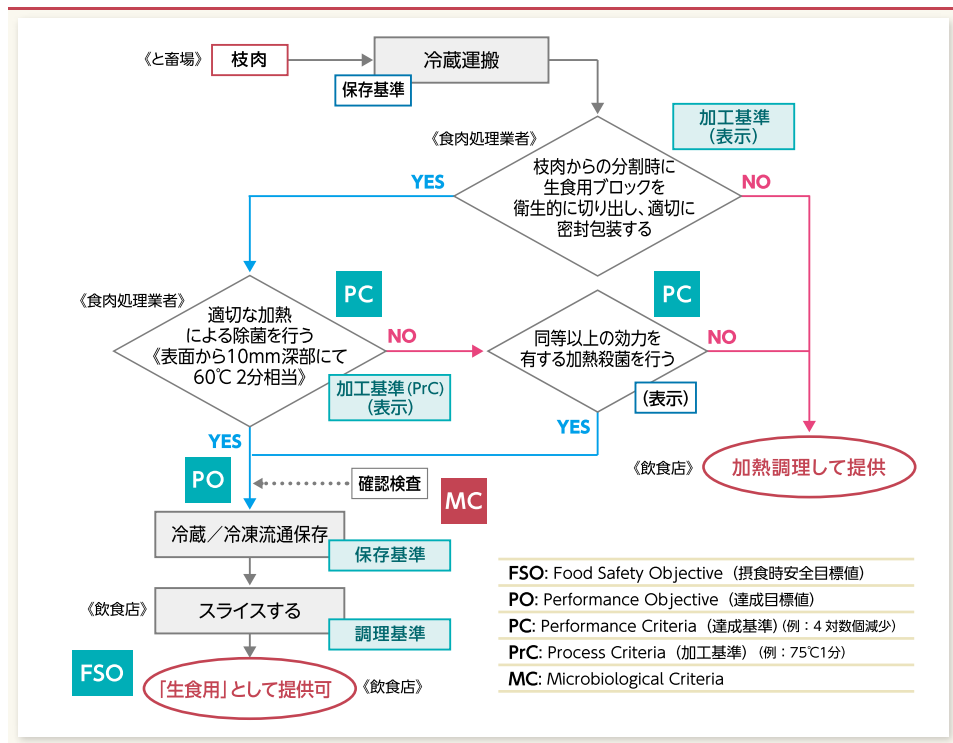 《と畜場》
枝肉
冷蔵運搬
保存基準
《食肉処理業者》
加工基準
(表示)
枝肉からの分割時に
生食用ブロックを
衛生的に切り出し、適切に
密封包装する
YES
NO
《食肉処理業者》
PC
適切な加熱
による除菌を行う
《表面から10mm深部にて
60℃ 2分相当》
NO
加工基準(PrC)
(表示)
PC
同等以上の効力を
有する加熱殺菌を行う
NO
(表示)
YES
YES
PO
確認検査
MC
《飲食店》
加熱調理して提供
冷蔵／冷凍流通保存
保存基準
《飲食店》
スライスする
調理基準
FSO
「生食用」として提供可
《飲食店》
FSO: Food Safety Objective（摂食時安全目標値）
PO: Performance Objective（達成目標値）
PC: Performance Criteria（達成基準）（例：4 対数個減少）
PrC: Process Criteria（加工基準）（例：75℃1分）
MC: Microbiological Criteria